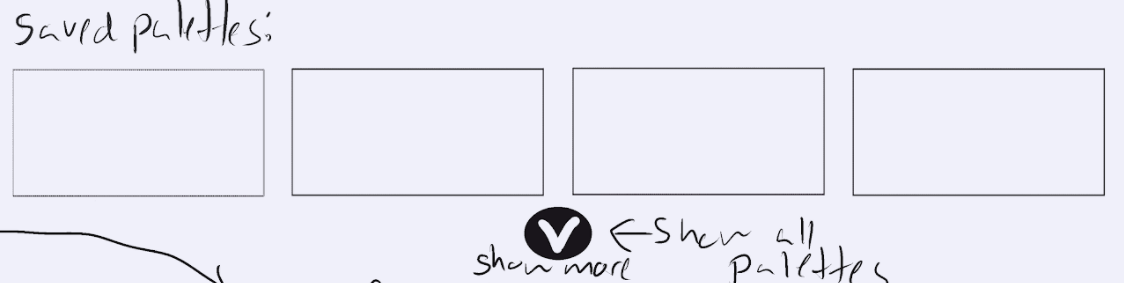 Saved palettes:
← Show all
show more
palettes